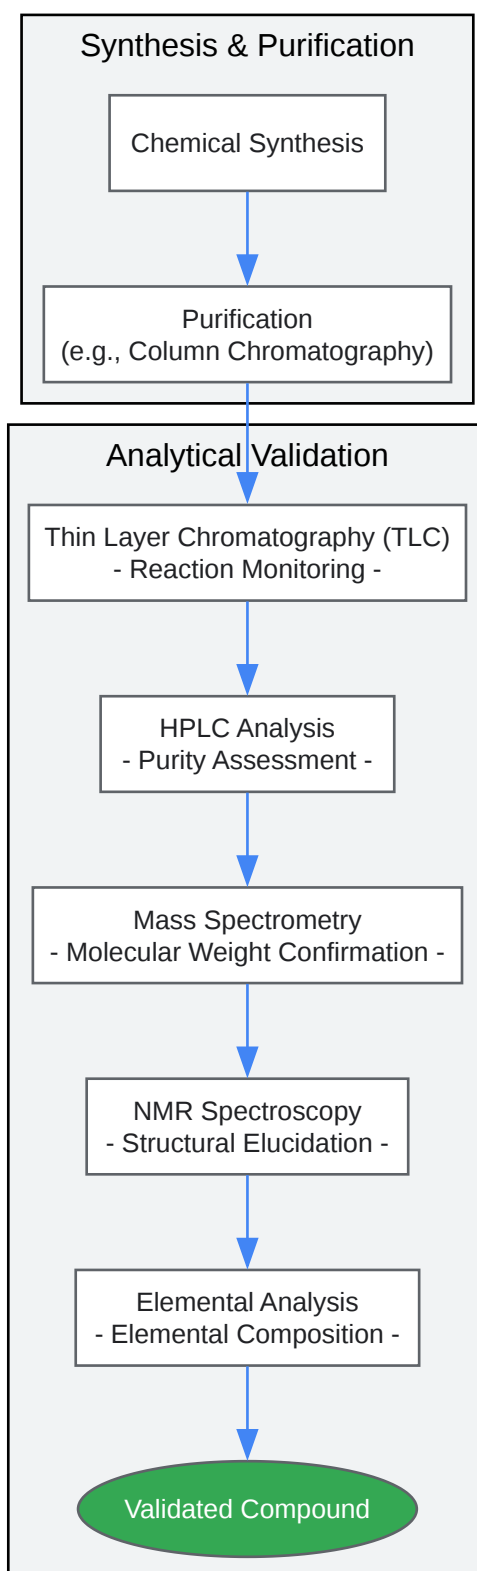 Synthesis & Purification
Chemical Synthesis
Purification
(e.g., Column Chromatography)
Analytical Validation
Thin Layer Chromatography (TLC)
- Reaction Monitoring -
HPLC Analysis
- Purity Assessment -
Mass Spectrometry
- Molecular Weight Confirmation -
NMR Spectroscopy
- Structural Elucidation -
Elemental Analysis
- Elemental Composition -
Validated Compound